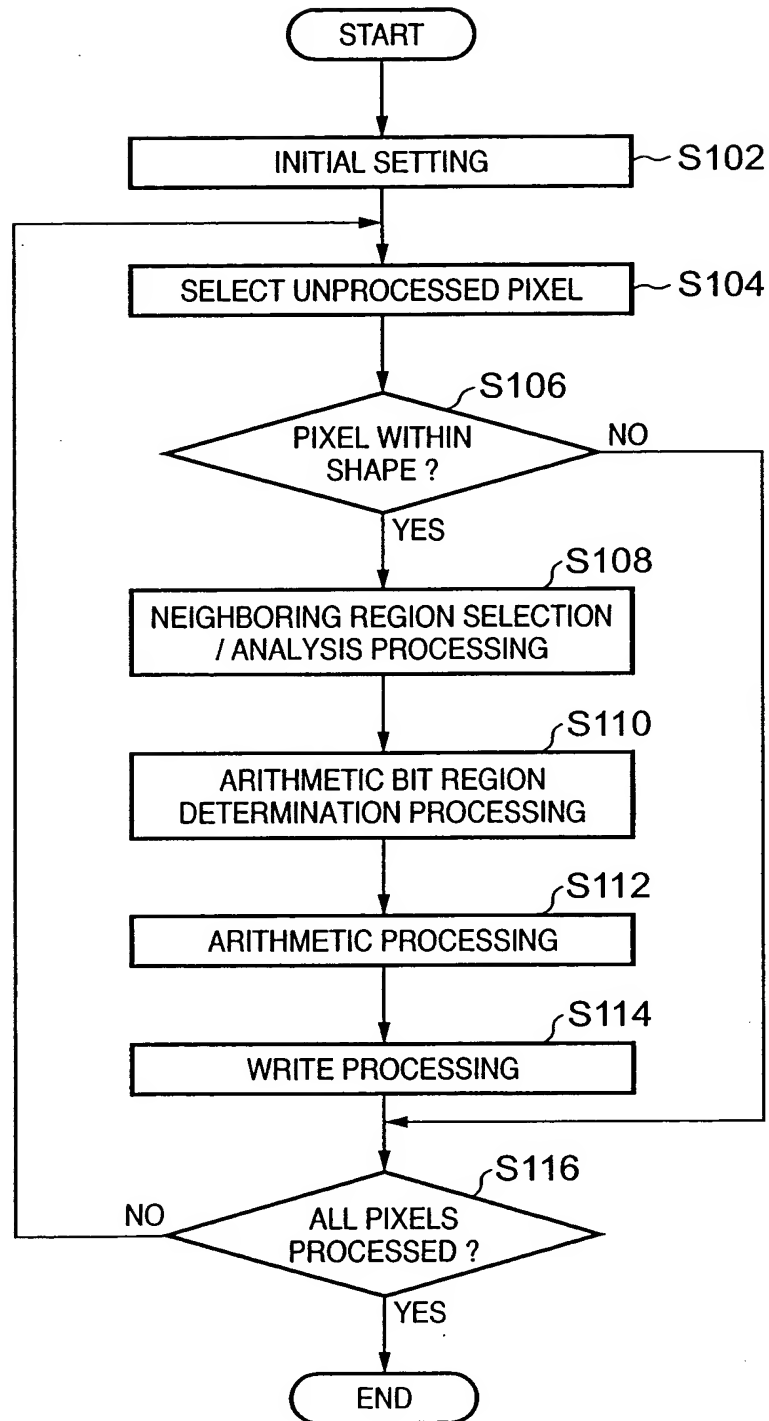 START
INITIAL SETTING
S102
SELECT UNPROCESSED PIXEL
S104
S106
PIXEL WITHIN
SHAPE ?
NO
YES
S108
NEIGHBORING REGION SELECTION
/ ANALYSIS PROCESSING
S110
ARITHMETIC BIT REGION
DETERMINATION PROCESSING
S112
ARITHMETIC PROCESSING
S114
WRITE PROCESSING
S116
NO
ALL PIXELS
PROCESSED ?
YES
END